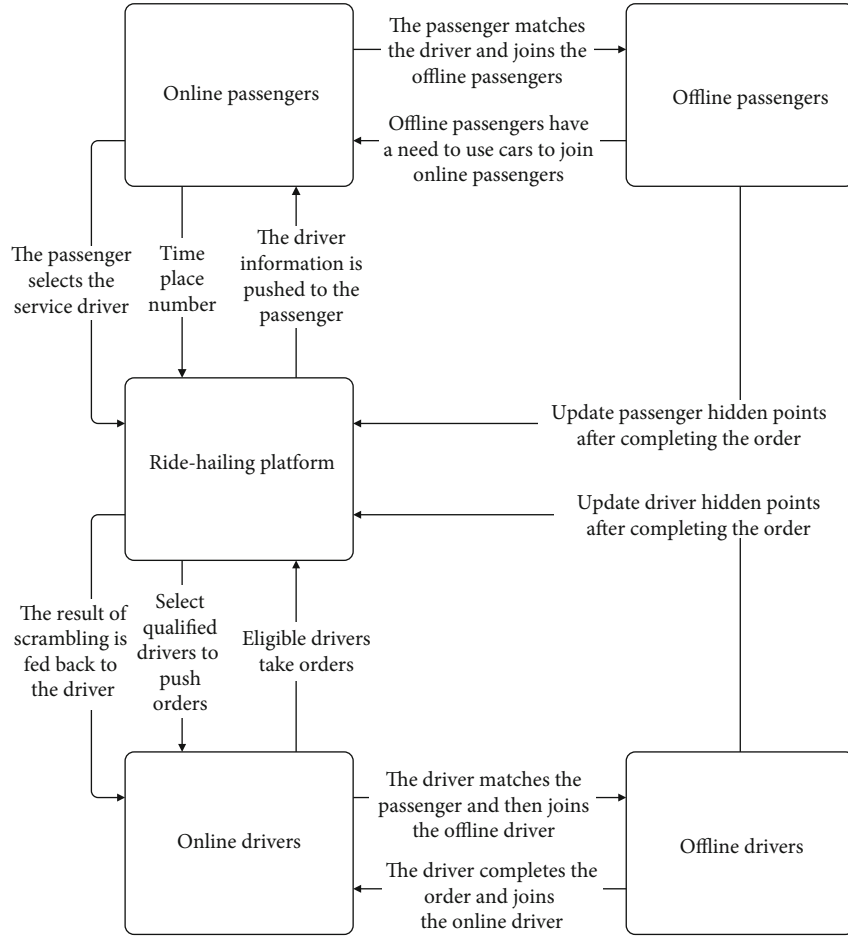 Online passengers
The passenger matches
the driver and joins the
offline passengers
Offline passengers
Offline passengers have
a need to use cars to join
online passengers
The passenger
selects the
service driver
Time
place
number
The driver
information is
pushed to the
passenger
Ride-hailing platform
Update passenger hidden points
after completing the order
Update driver hidden points
after completing the order
The result of
scrambling is
fed back to
the driver
Select
qualified
drivers to
push
orders
Eligible drivers
take orders
Online drivers
The driver matches the
passenger and then joins
the offline driver
The driver completes the
order and joins
the online driver
Offline drivers